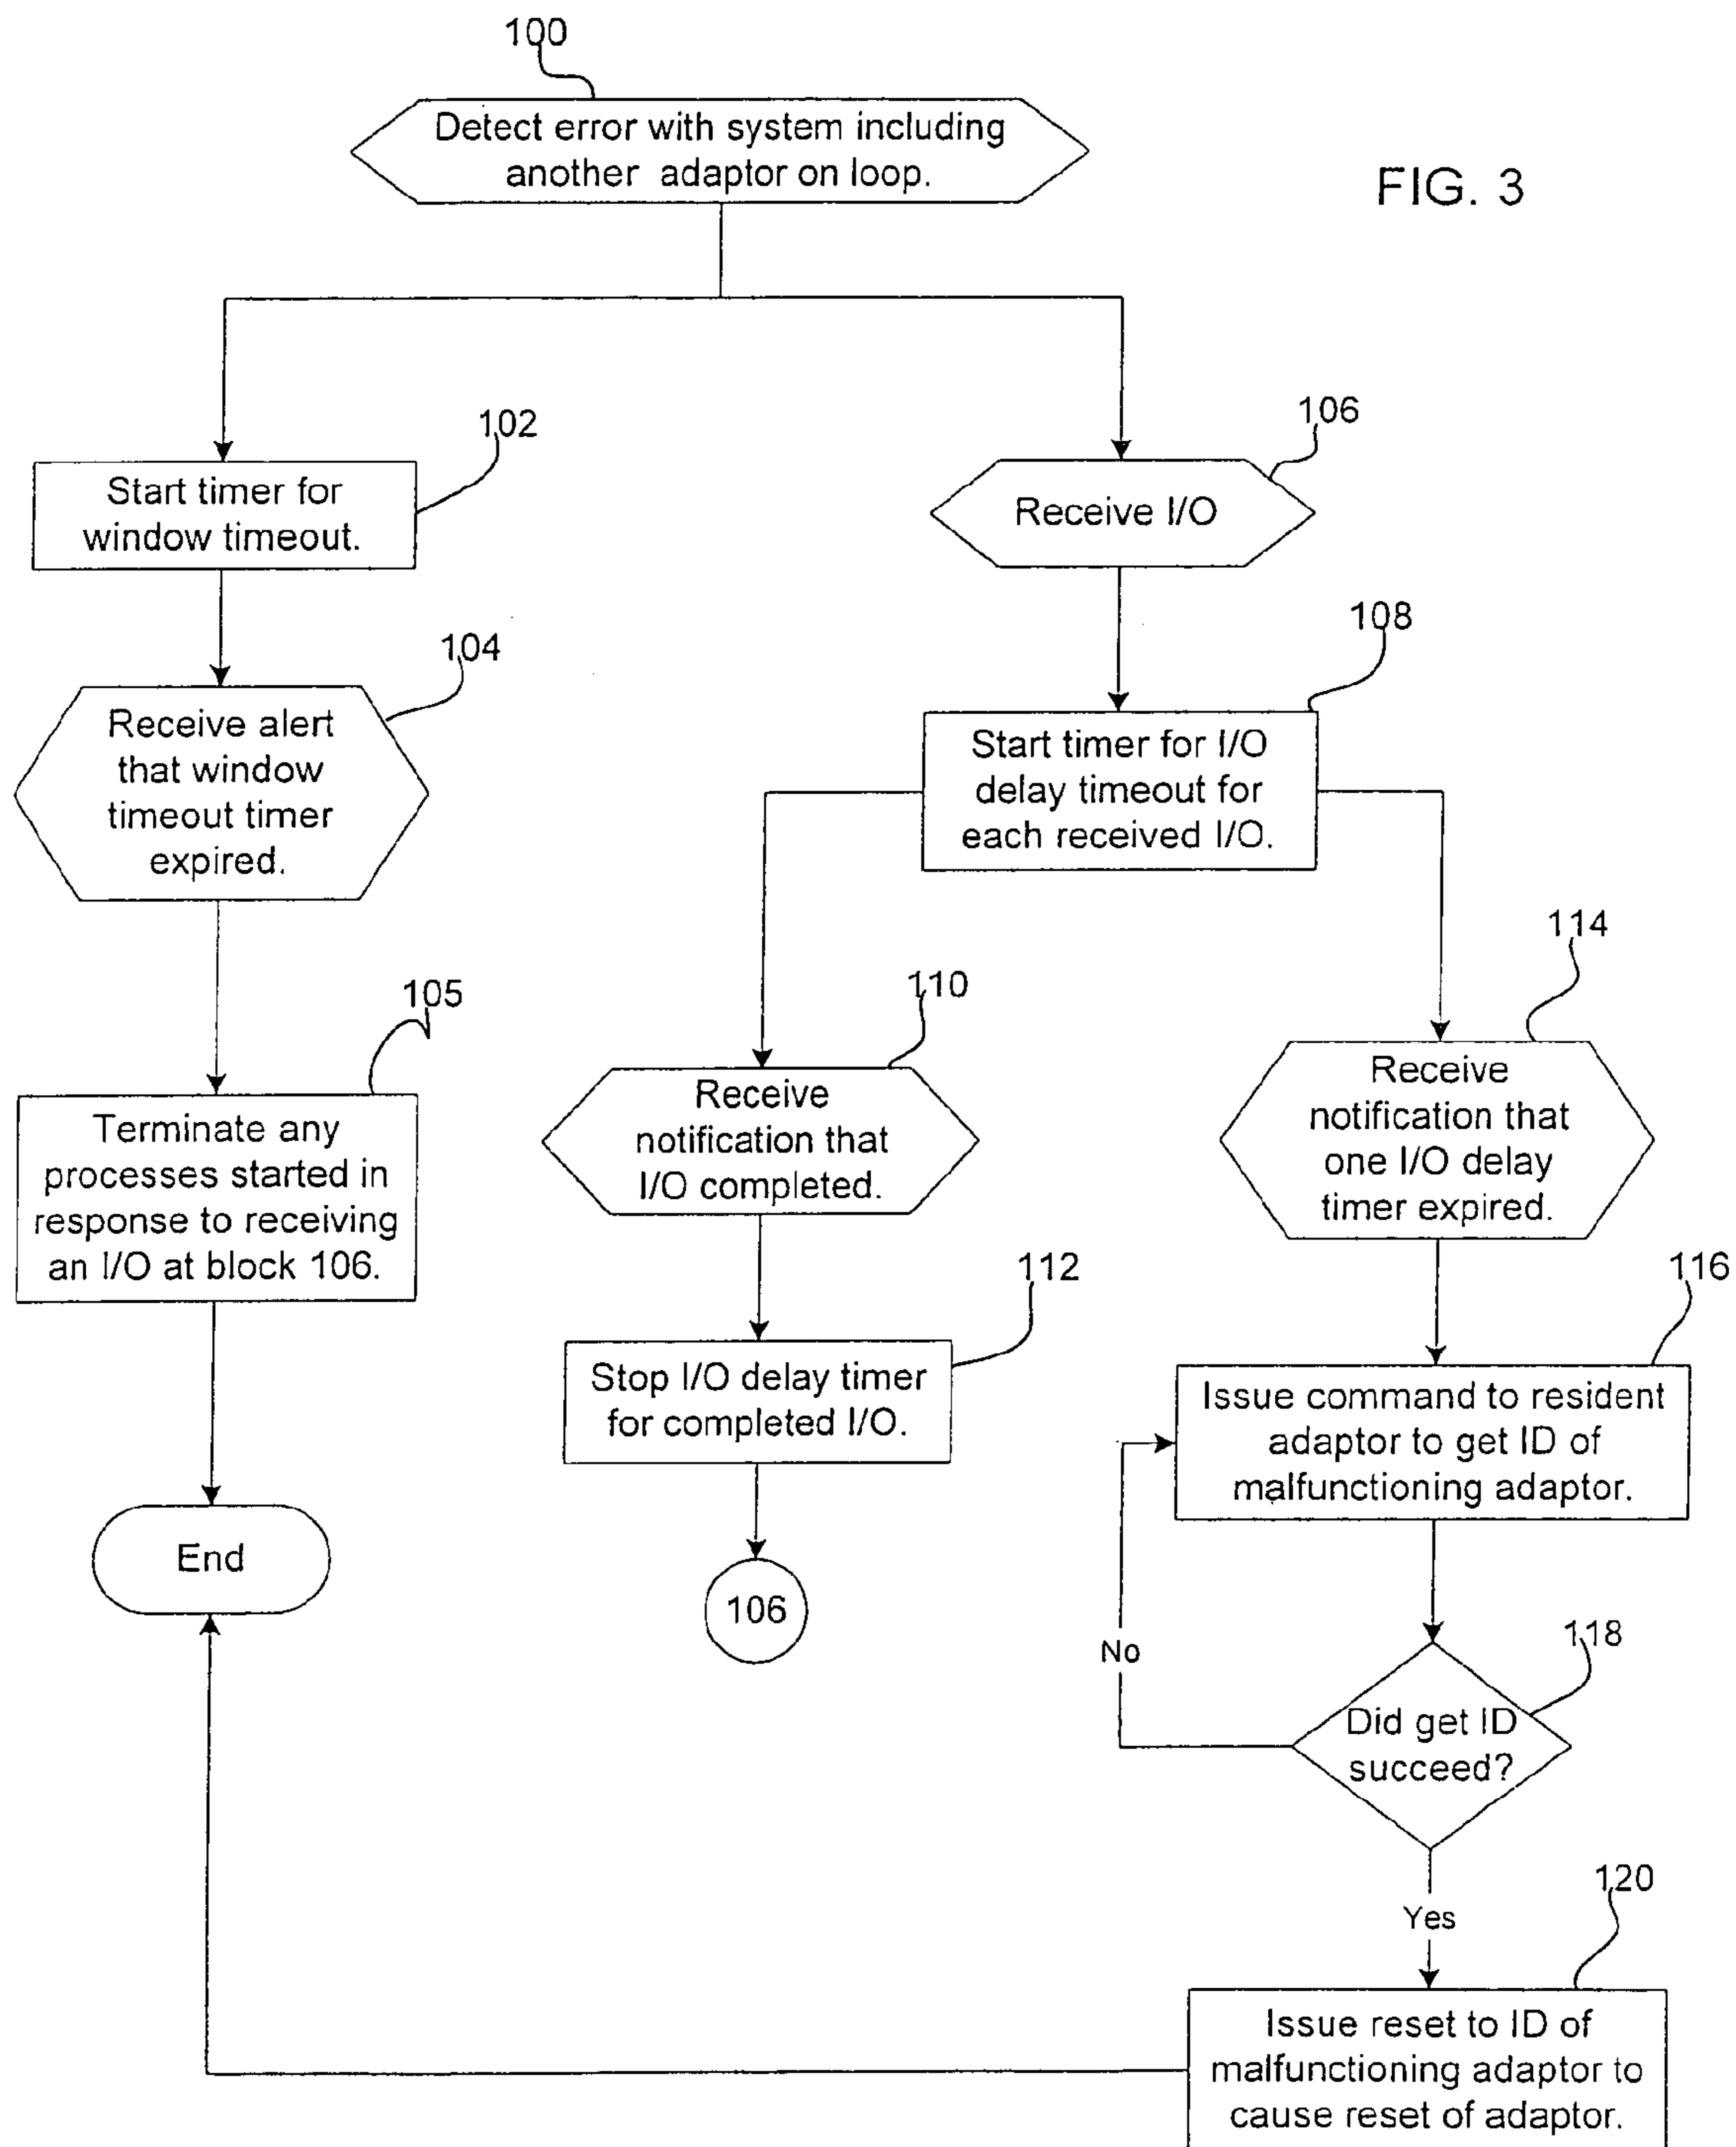 100
Detect error with system including
another adaptor on loop.
FIG. 3
102
Start timer for
window timeout.
104
Receive alert
that window
timeout timer
expired.
105
Terminate any
processes started in
response to receiving
an I/O at block 106.
End
106
Receive I/O
108
Start timer for I/O
delay timeout for
each received I/O.
110
Receive
notification that
I/O completed.
112
Stop I/O delay timer
for completed I/O.
106
114
Receive
notification that
one I/O delay
timer expired.
116
Issue command to resident
adaptor to get ID of
malfunctioning adaptor.
118
Did get ID
succeed?
No
Yes
120
Issue reset to ID of
malfunctioning adaptor to
cause reset of adaptor.